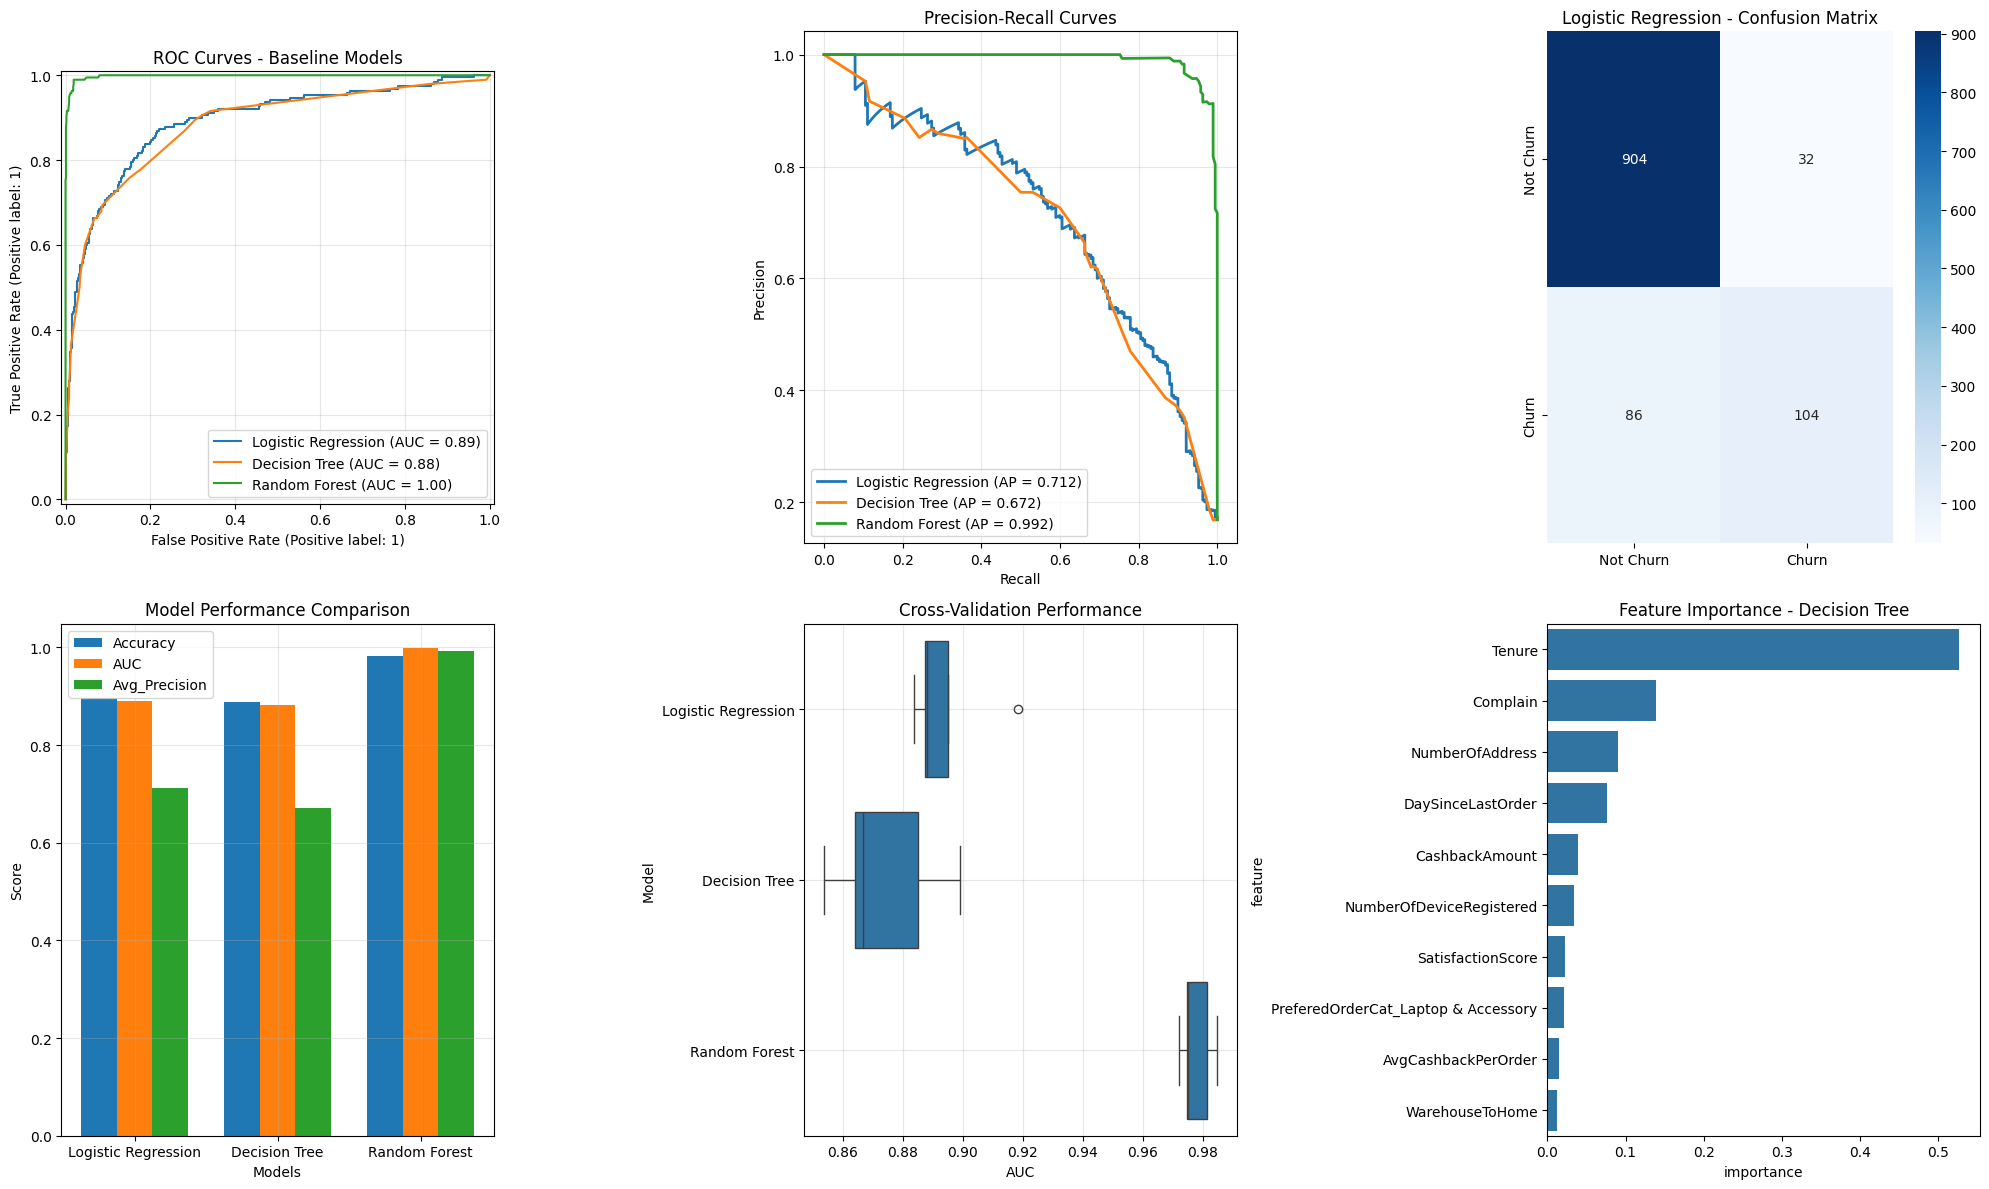 ROC Curves - Baseline Models
True Positive Rate (Positive label: 1)
1.0
0.8
0.6
0.4
0.2
0.0
Logistic Regression (AUC = 0.89)
Decision Tree (AUC = 0.88)
Random Forest (AUC = 1.00)
0.0 0.2 0.4 0.6 0.8 1.0
False Positive Rate (Positive label: 1)
Precision-Recall Curves
Precision
1.0
0.8
0.6
0.4
0.2
Logistic Regression (AP = 0.712)
Decision Tree (AP = 0.672)
Random Forest (AP = 0.992)
0.0 0.2 0.4 0.6 0.8 1.0
Recall
Logistic Regression - Confusion Matrix
Not Churn
904 32
Churn
86 104
Not Churn Churn
900
800
700
600
500
400
300
200
100
Model Performance Comparison
Score
1.0
0.8
0.6
0.4
0.2
0.0
Accuracy
AUC
Avg_Precision
Logistic Regression Decision Tree Random Forest
Models
Cross-Validation Performance
Model
Logistic Regression
Decision Tree
Random Forest
0.86 0.88 0.90 0.92 0.94 0.96 0.98
AUC
Feature Importance - Decision Tree
feature
Tenure
Complain
NumberOfAddress
DaySinceLastOrder
CashbackAmount
NumberOfDeviceRegistered
SatisfactionScore
PreferedOrderCat_Laptop & Accessory
AvgCashbackPerOrder
WarehouseToHome
0.0 0.1 0.2 0.3 0.4 0.5
importance